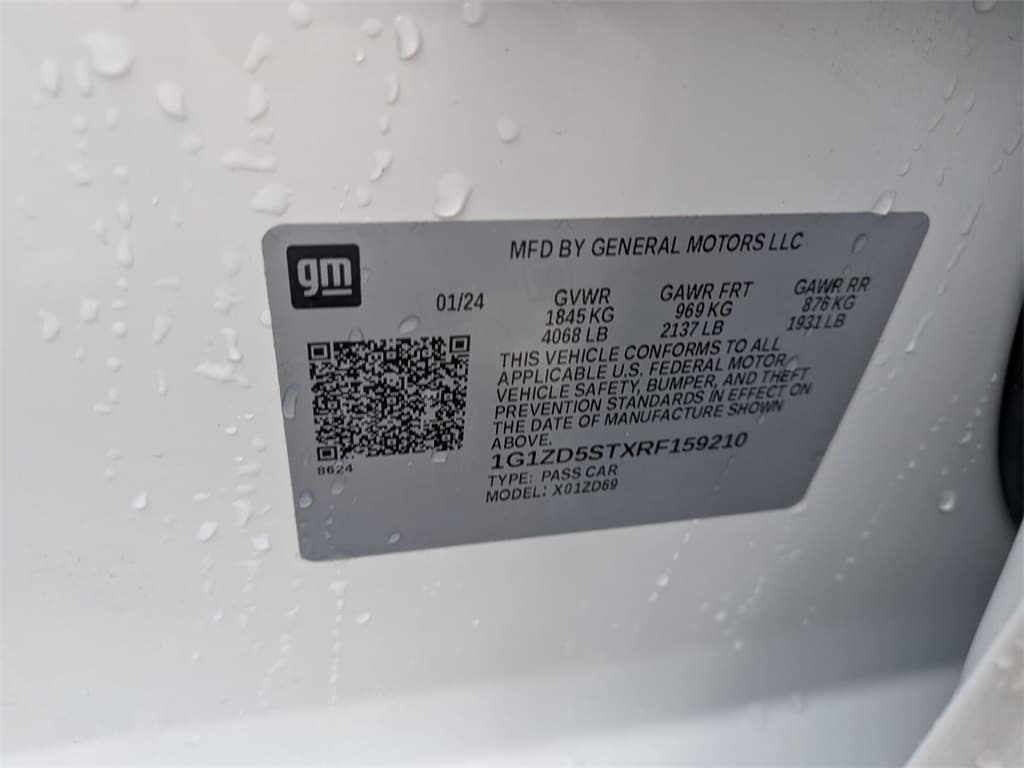 gm
MFD BY GENERAL MOTORS LLC
01/24
GVWR
1845 KG
4068 LB
GAWR FRT
969 KG
2137 LB
GAWR RR
876 KG
1931 LB
THIS VEHICLE CONFORMS TO ALL
APPLICABLE U.S. FEDERAL MOTOR
VEHICLE SAFETY, BUMPER, AND THEFT
PREVENTION STANDARDS IN EFFECT ON
THE DATE OF MANUFACTURE SHOWN
ABOVE.
1G1ZD5STXRF159210
TYPE: PASS CAR
MODEL: X01ZD69
8624